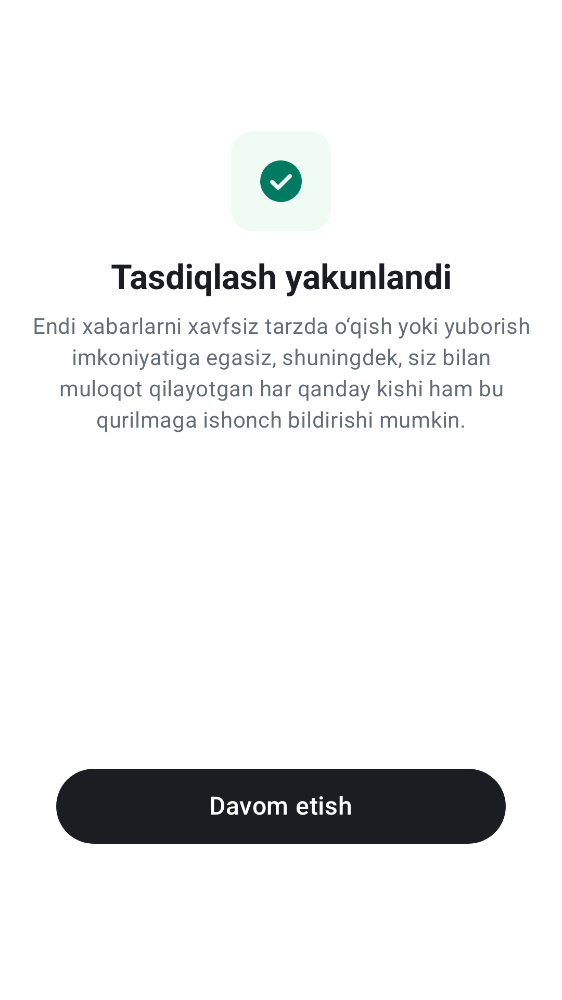 Tasdiqlash yakunlandi
Endi xabarlarni xavfsiz tarzda o‘qish yoki yuborish
imkoniyatiga egasiz, shuningdek, siz bilan
muloqot qilayotgan har qanday kishi ham bu
qurilmaga ishonch bildirishi mumkin.
Davom etish